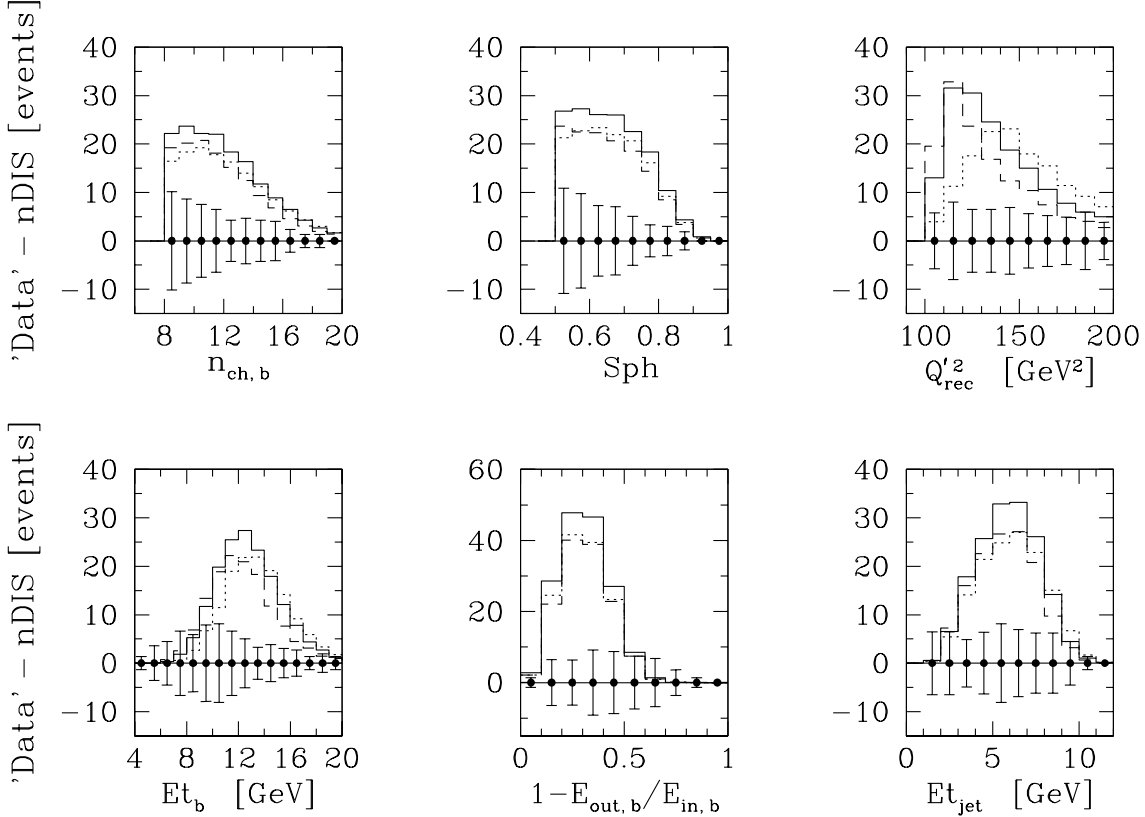 'Data' – nDIS [events]
40
30
20
10
0
−10
8 12 16 20
n_ch, b
40
30
20
10
0
−10
0.4 0.6 0.8 1
Sph
40
30
20
10
0
−10
100 150 200
Q'²_rec [GeV²]
'Data' – nDIS [events]
40
30
20
10
0
−10
4 8 12 16 20
Et_b [GeV]
60
40
20
0
0 0.5 1
1−E_out, b/E_in, b
40
30
20
10
0
−10
0 5 10
Et_jet [GeV]